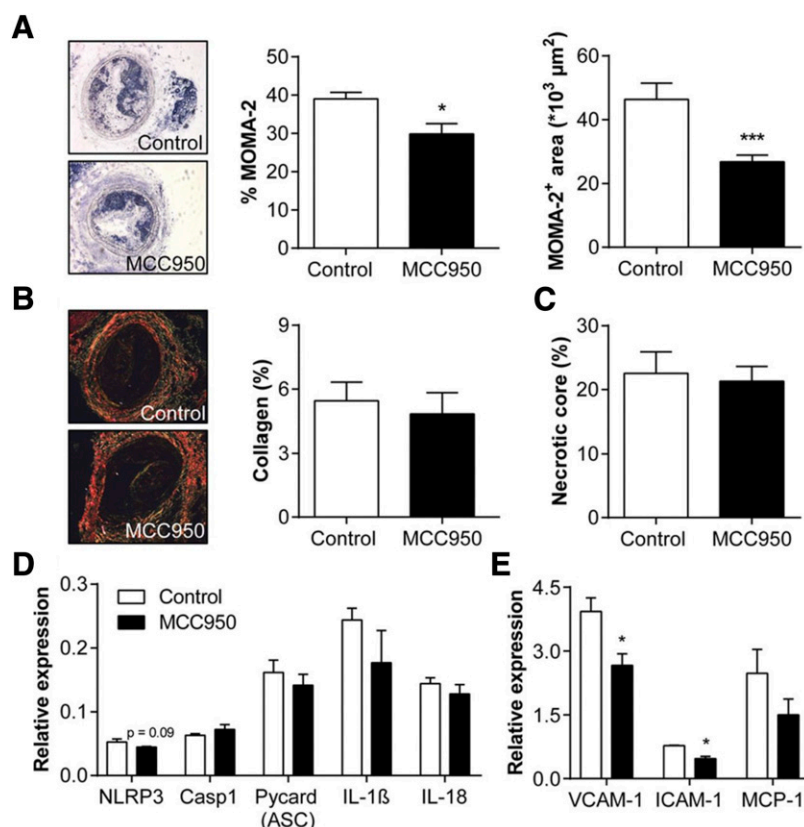 A
Control
MCC950
% MOMA-2
50
40
30
20
10
0
*
Control MCC950
MOMA-2⁺ area (*10³ µm²)
60
40
20
0
***
Control MCC950
B
Control
MCC950
Collagen (%)
9
6
3
0
Control MCC950
C
Necrotic core (%)
30
20
10
0
Control MCC950
D
Relative expression
0.3
0.2
0.1
0.0
Control
MCC950
p = 0.09
NLRP3 Casp1 Pycard IL-1ß IL-18
(ASC)
E
Relative expression
4.5
3.0
1.5
0.0
*
*
VCAM-1 ICAM-1 MCP-1